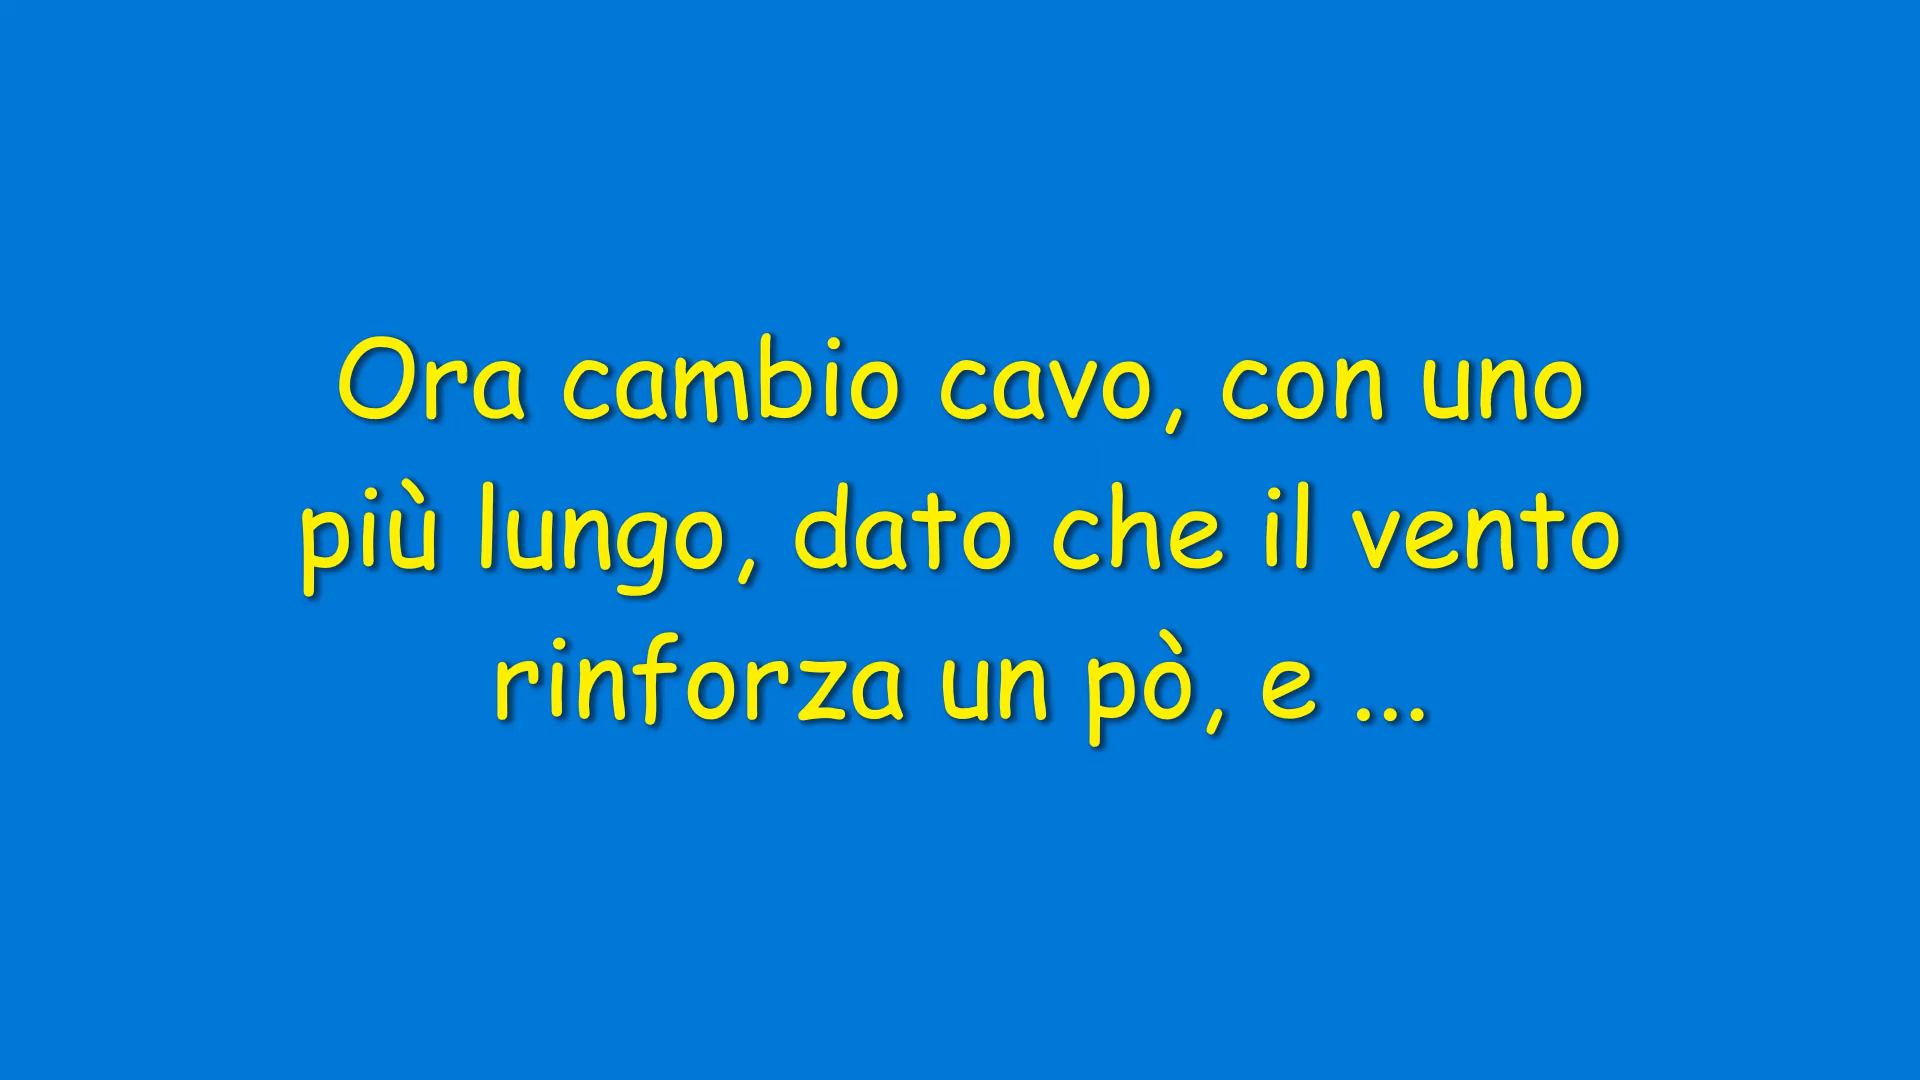 Ora cambio cavo, con uno
più lungo, dato che il vento
rinforza un pò, e ...